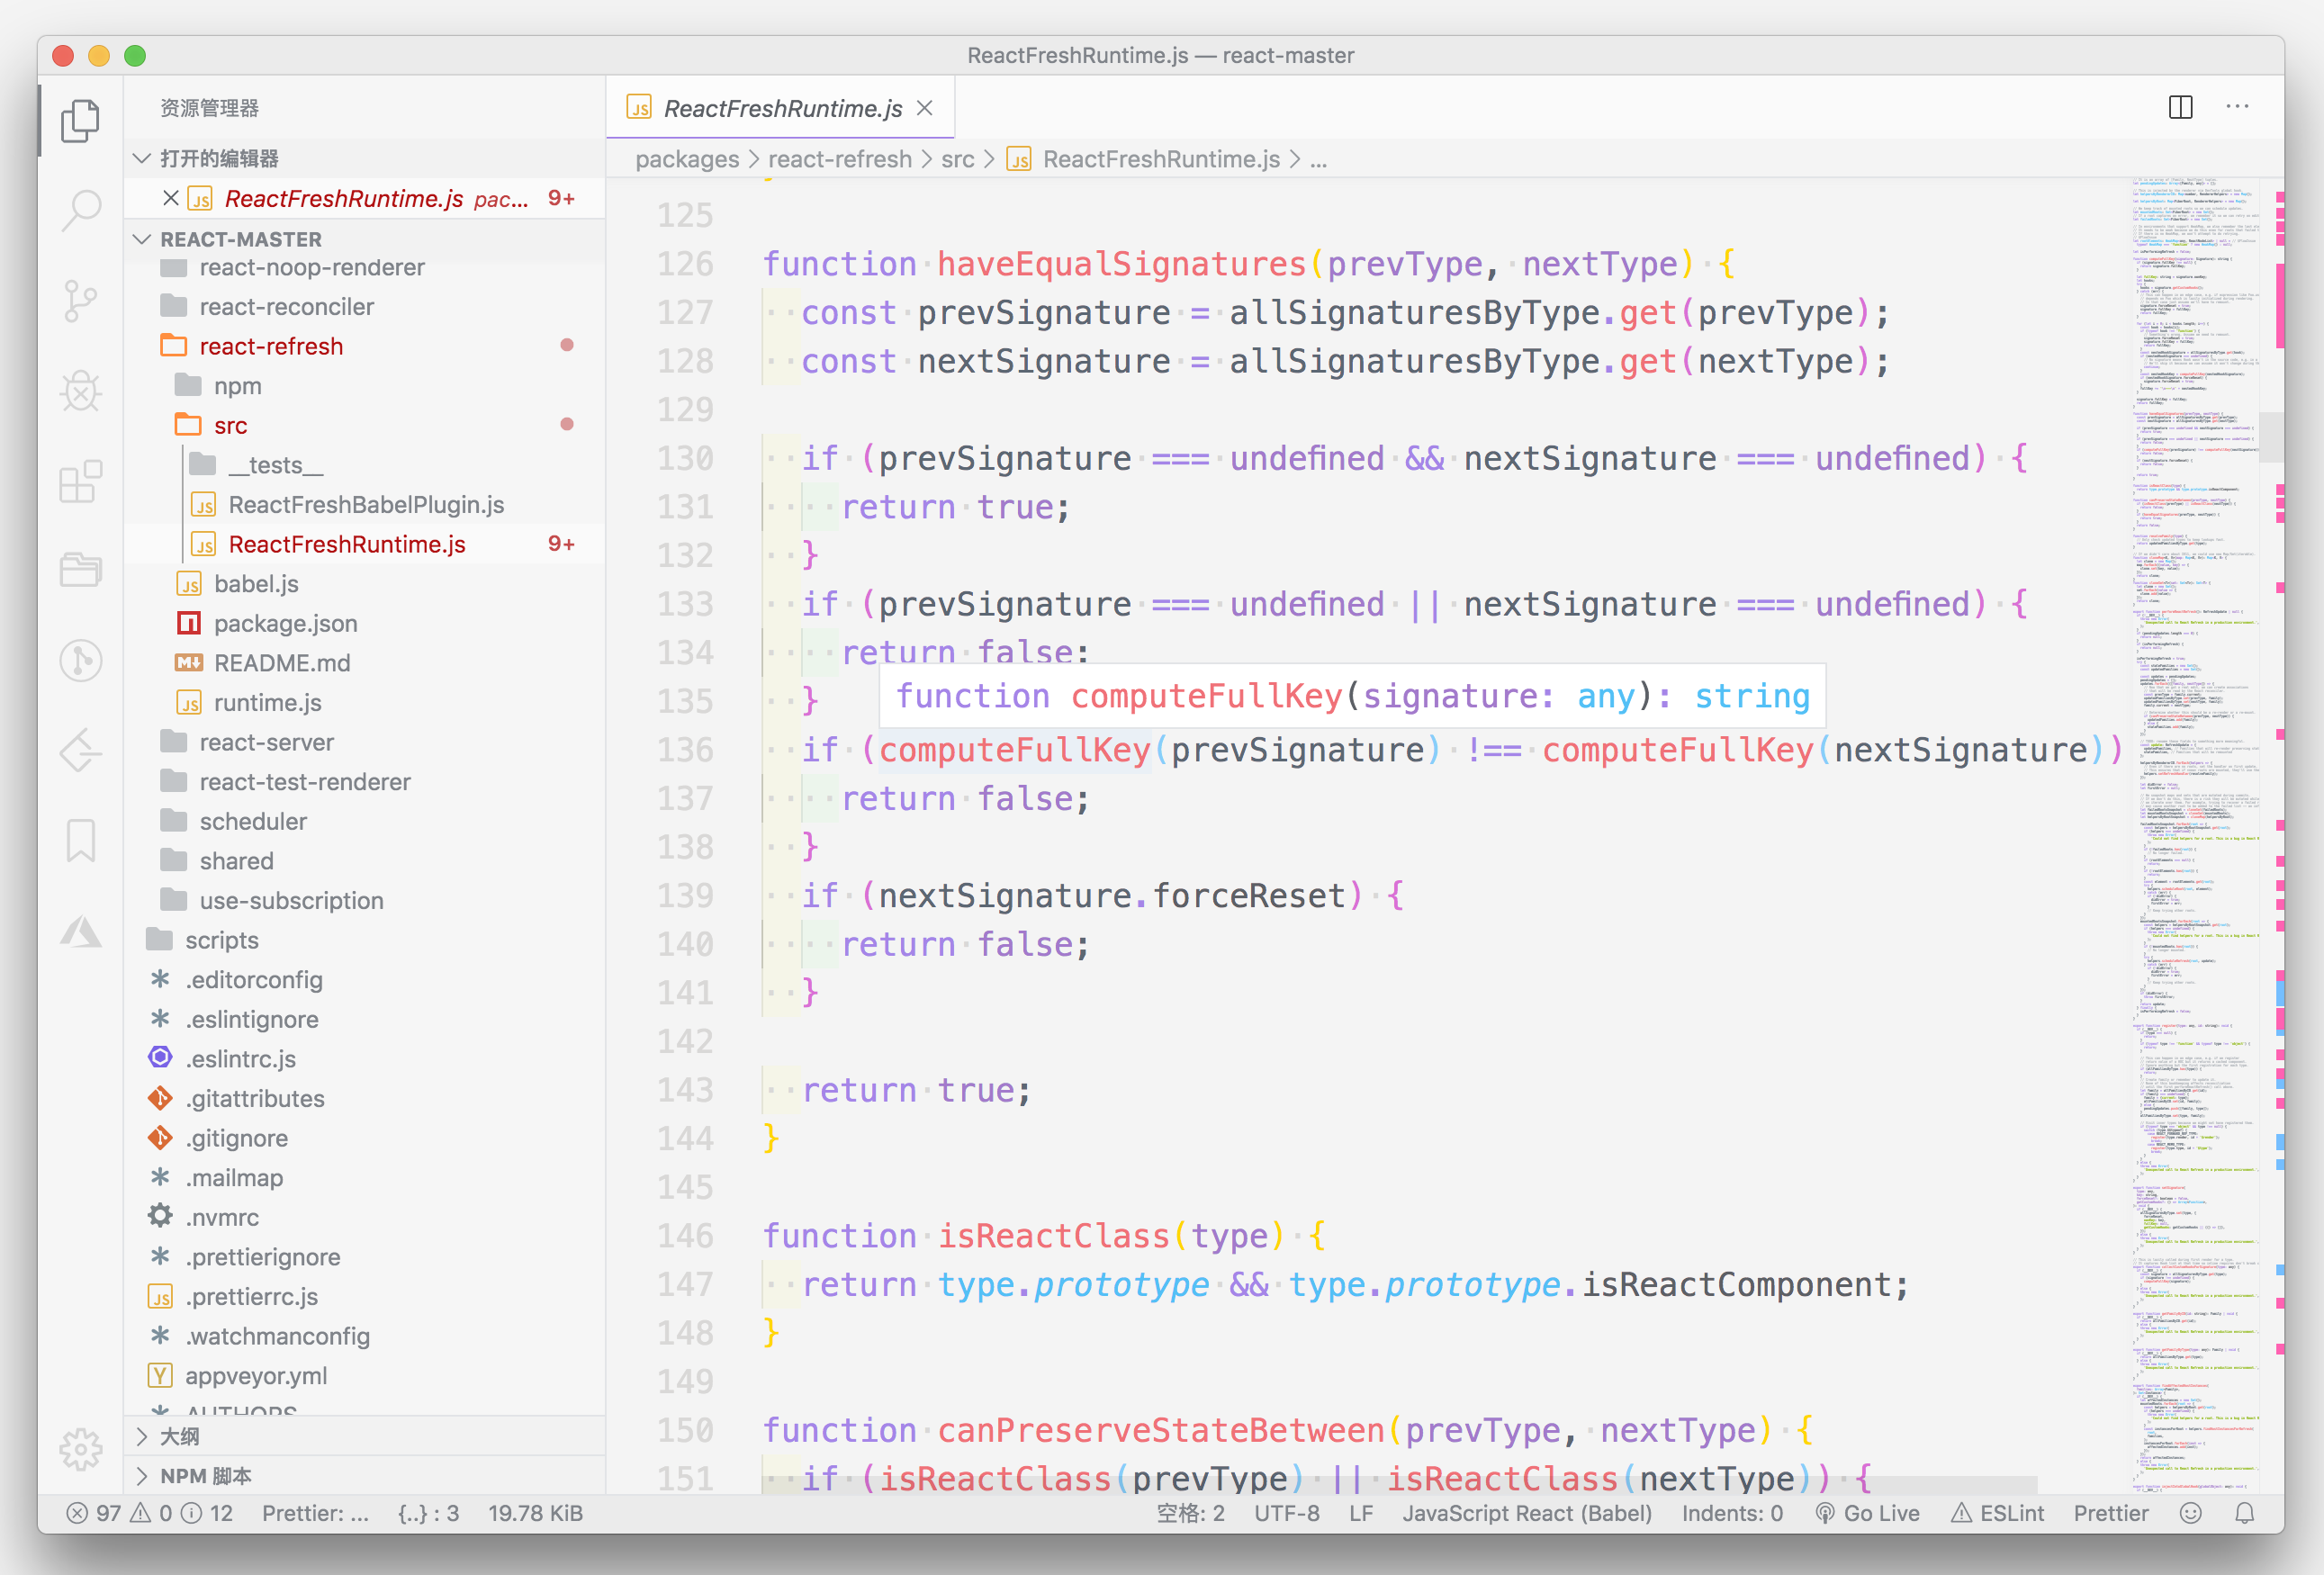 ReactFreshRuntime.js — react-master
资源管理器
打开的编辑器
ReactFreshRuntime.js pac... 9+
REACT-MASTER
react-noop-renderer
react-reconciler
react-refresh
npm
src
__tests__
ReactFreshBabelPlugin.js
ReactFreshRuntime.js 9+
babel.js
package.json
README.md
runtime.js
react-server
react-test-renderer
scheduler
shared
use-subscription
scripts
.editorconfig
.eslintignore
.eslintrc.js
.gitattributes
.gitignore
.mailmap
.nvmrc
.prettierignore
.prettierrc.js
.watchmanconfig
appveyor.yml
AUTHORS
大纲
NPM 脚本
ReactFreshRuntime.js
packages > react-refresh > src > JS ReactFreshRuntime.js > ...
125
126 function haveEqualSignatures(prevType, nextType) {
127 const prevSignature = allSignaturesByType.get(prevType);
128 const nextSignature = allSignaturesByType.get(nextType);
129
130 if (prevSignature === undefined && nextSignature === undefined) {
131 return true;
132 }
133 if (prevSignature === undefined || nextSignature === undefined) {
134 return false;
function computeFullKey(signature: any): string
135 }
136 if (computeFullKey(prevSignature) !== computeFullKey(nextSignature))
137 return false;
138 }
139 if (nextSignature.forceReset) {
140 return false;
141 }
142
143 return true;
144 }
145
146 function isReactClass(type) {
147 return type.prototype && type.prototype.isReactComponent;
148 }
149
150 function canPreserveStateBetween(prevType, nextType) {
151 if (isReactClass(prevType) || isReactClass(nextType)) {
97 0 12 Prettier: ... {..} : 3 19.78 KiB 空格: 2 UTF-8 LF JavaScript React (Babel) Indents: 0 Go Live ESLint Prettier